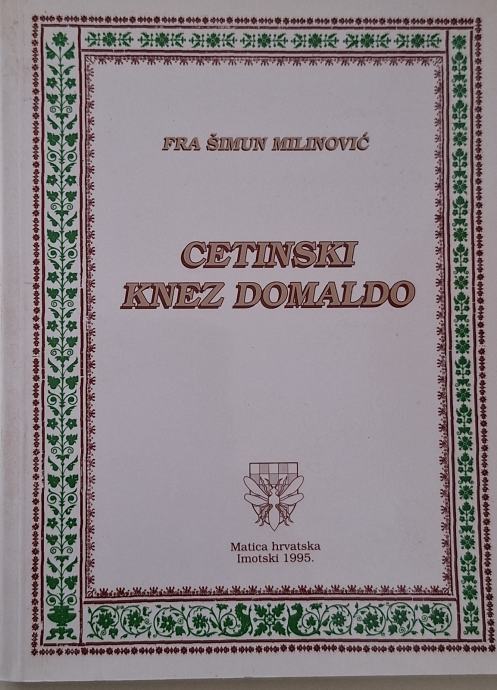 FRA ŠIMUN MILINOVIĆ
CETINSKI
KNEZ DOMALDO
Matica hrvatska
Imotski 1995.